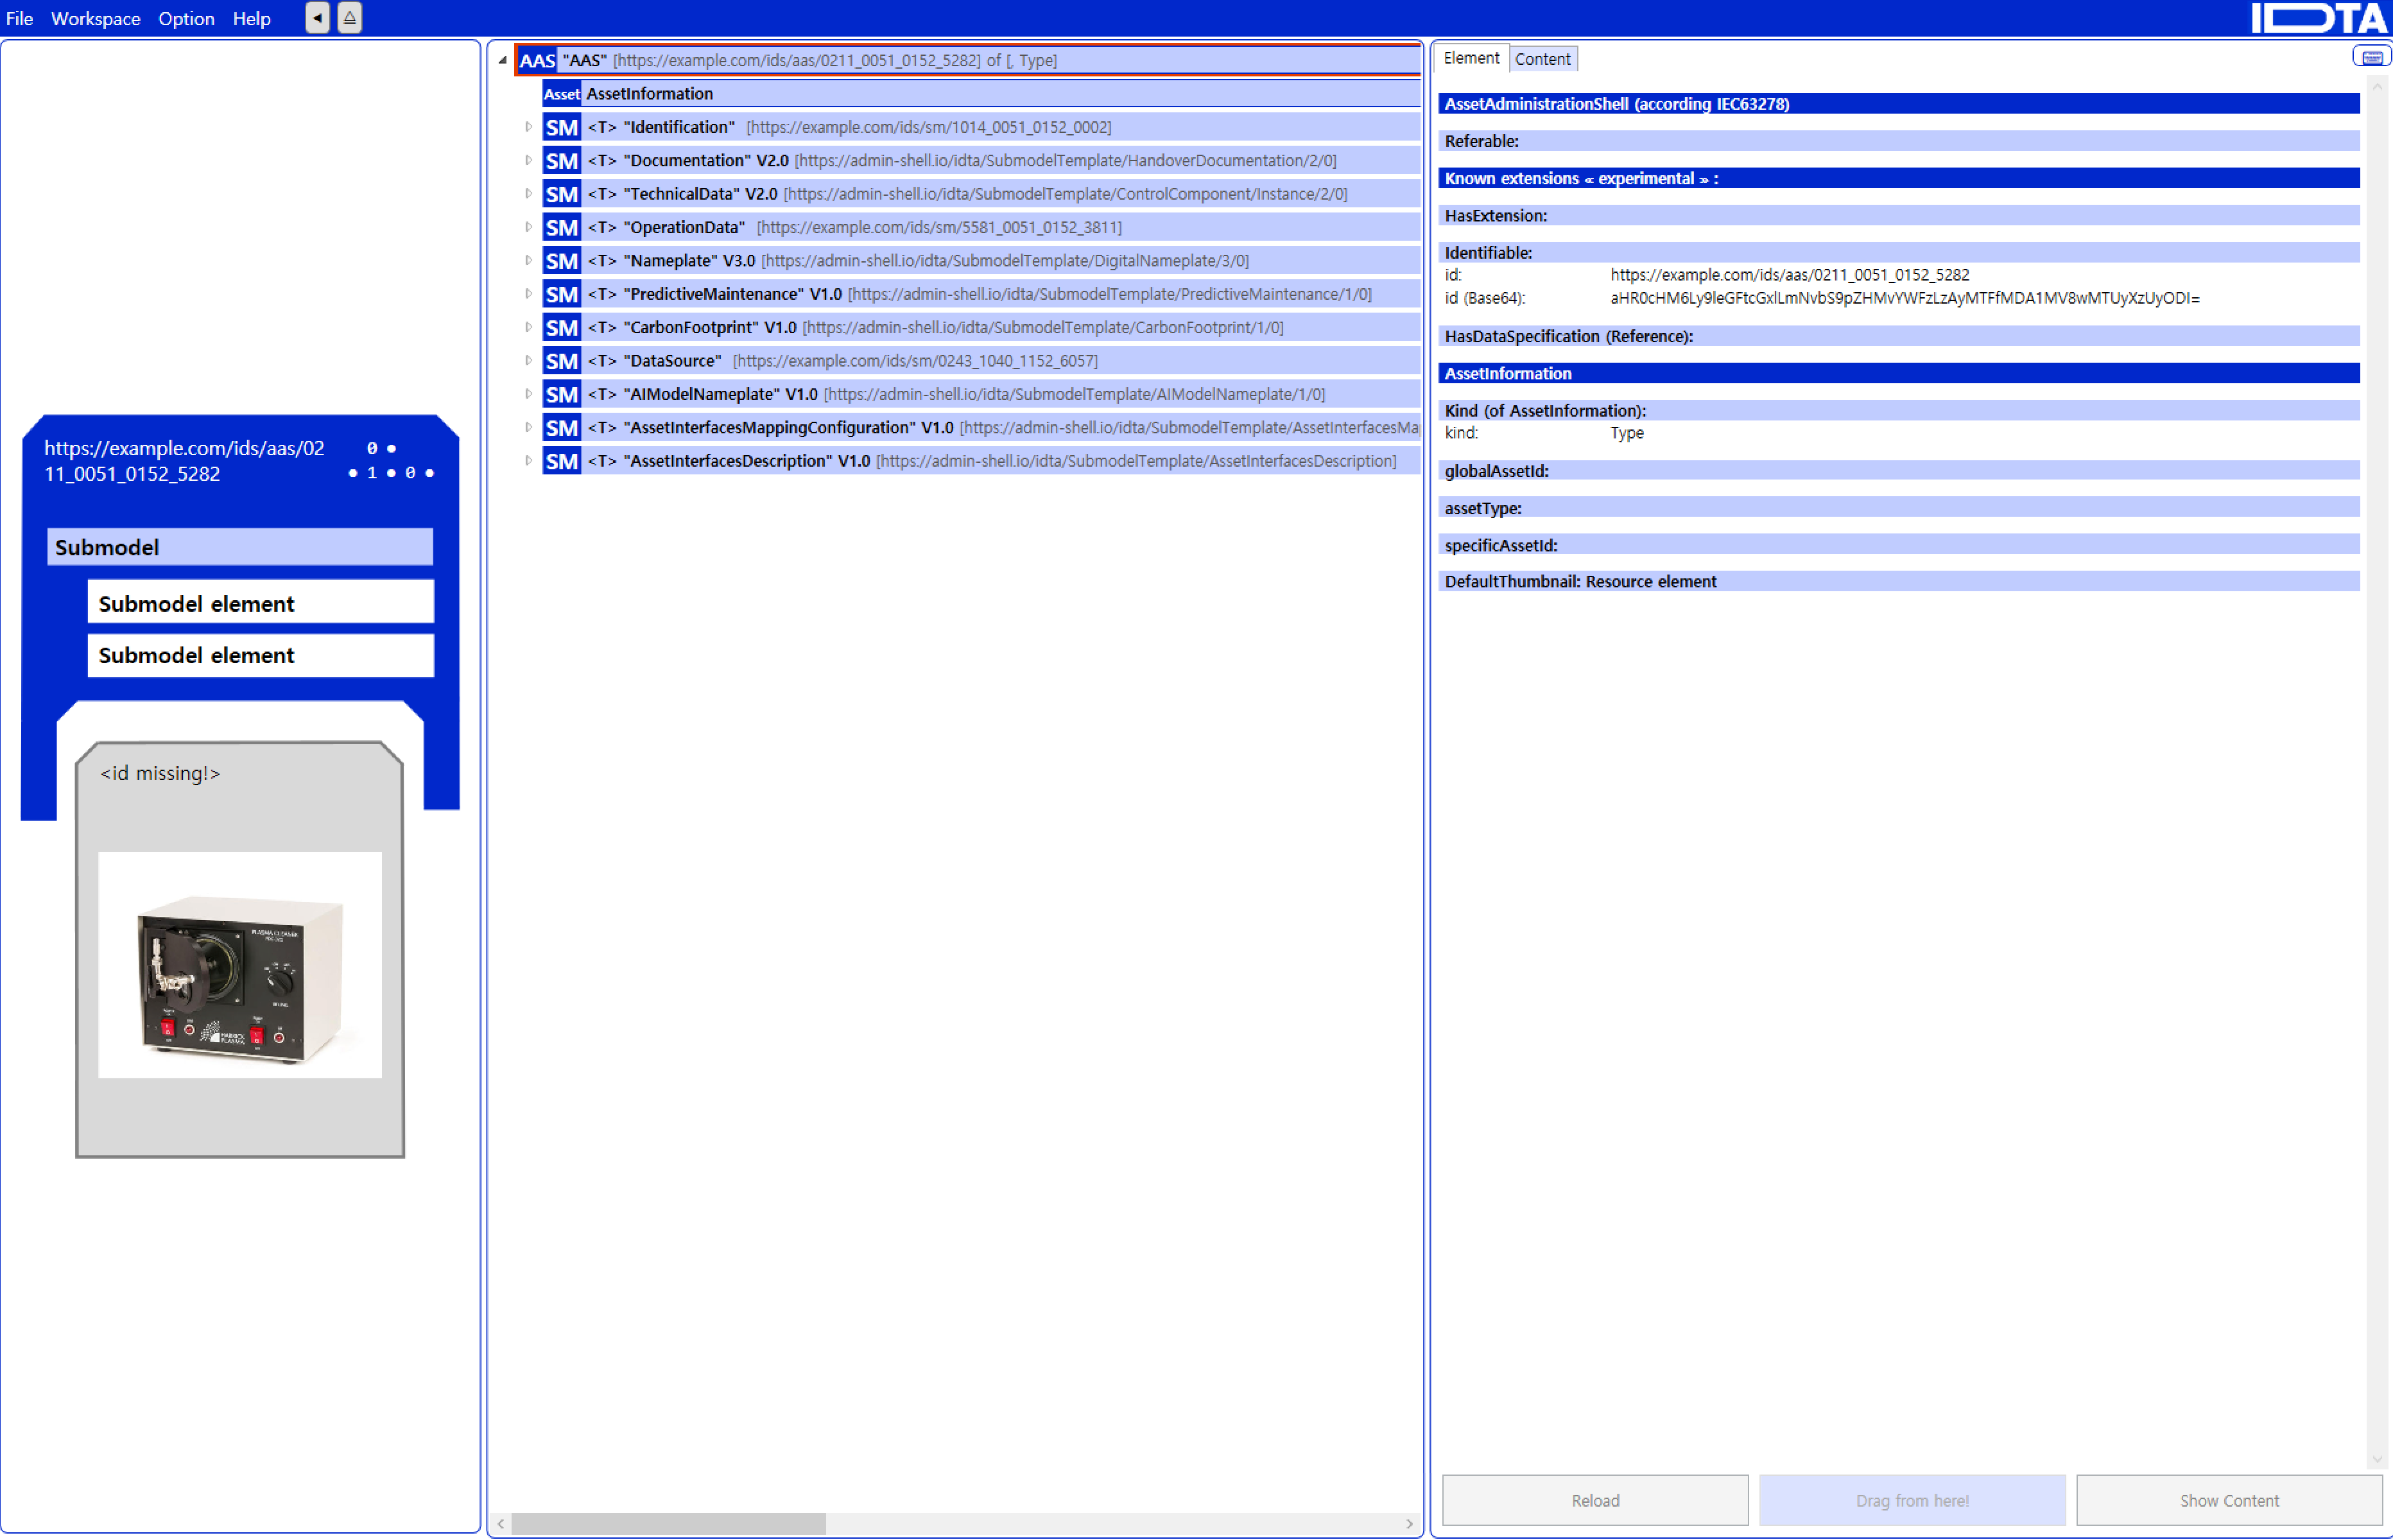 File Workspace Option Help
IDTA
https://example.com/ids/aas/02
11_0051_0152_5282
0 •
• 1 • 0 •
Submodel
Submodel element
Submodel element
<id missing!>
PLASMA CLEANER
HARRICK
PLASMA
AAS "AAS" [https://example.com/ids/aas/0211_0051_0152_5282] of [, Type]
Asset AssetInformation
SM <T> "Identification" [https://example.com/ids/sm/1014_0051_0152_0002]
SM <T> "Documentation" V2.0 [https://admin-shell.io/idta/SubmodelTemplate/HandoverDocumentation/2/0]
SM <T> "TechnicalData" V2.0 [https://admin-shell.io/idta/SubmodelTemplate/ControlComponent/Instance/2/0]
SM <T> "OperationData" [https://example.com/ids/sm/5581_0051_0152_3811]
SM <T> "Nameplate" V3.0 [https://admin-shell.io/idta/SubmodelTemplate/DigitalNameplate/3/0]
SM <T> "PredictiveMaintenance" V1.0 [https://admin-shell.io/idta/SubmodelTemplate/PredictiveMaintenance/1/0]
SM <T> "CarbonFootprint" V1.0 [https://admin-shell.io/idta/SubmodelTemplate/CarbonFootprint/1/0]
SM <T> "DataSource" [https://example.com/ids/sm/0243_1040_1152_6057]
SM <T> "AIModelNameplate" V1.0 [https://admin-shell.io/idta/SubmodelTemplate/AIModelNameplate/1/0]
SM <T> "AssetInterfacesMappingConfiguration" V1.0 [https://admin-shell.io/idta/SubmodelTemplate/AssetInterfacesMa
SM <T> "AssetInterfacesDescription" V1.0 [https://admin-shell.io/idta/SubmodelTemplate/AssetInterfacesDescription]
Element Content
AssetAdministrationShell (according IEC63278)
Referable:
Known extensions « experimental » :
HasExtension:
Identifiable:
id: https://example.com/ids/aas/0211_0051_0152_5282
id (Base64): aHR0cHM6Ly9leGFtcGxlLmNvbS9pZHMvYWFzLzAyMTFfMDA1MV8wMTUyXzUyODI=
HasDataSpecification (Reference):
AssetInformation
Kind (of AssetInformation):
kind: Type
globalAssetId:
assetType:
specificAssetId:
DefaultThumbnail: Resource element
Reload
Drag from here!
Show Content